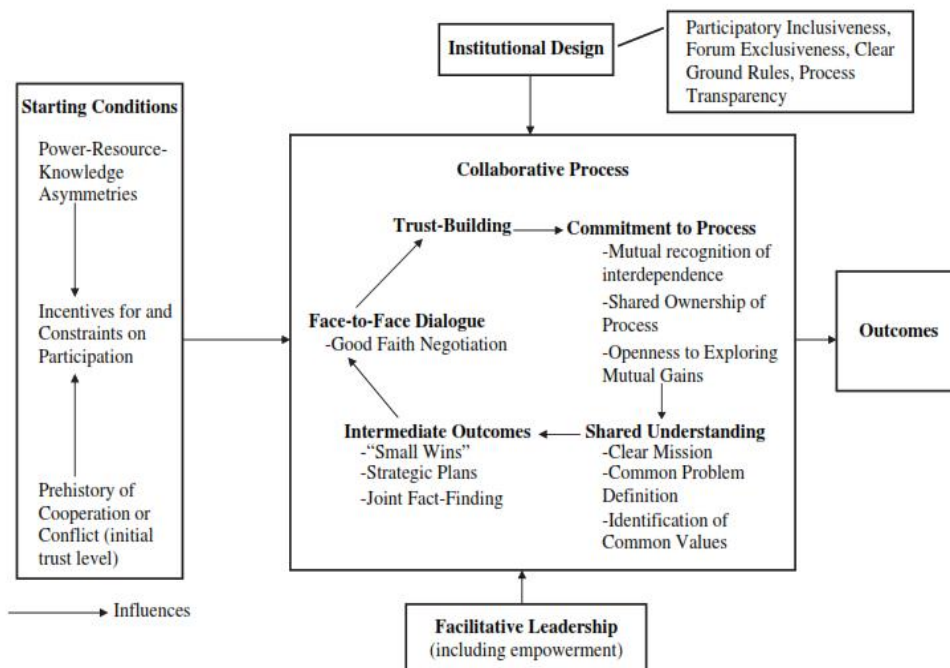 Institutional Design
Participatory Inclusiveness,
Forum Exclusiveness, Clear
Ground Rules, Process
Transparency
Starting Conditions
Power-Resource-
Knowledge
Asymmetries
Incentives for and
Constraints on
Participation
Prehistory of
Cooperation or
Conflict (initial
trust level)
Collaborative Process
Trust-Building
Commitment to Process
-Mutual recognition of
interdependence
-Shared Ownership of
Process
-Openness to Exploring
Mutual Gains
Face-to-Face Dialogue
-Good Faith Negotiation
Intermediate Outcomes
-“Small Wins”
-Strategic Plans
-Joint Fact-Finding
Shared Understanding
-Clear Mission
-Common Problem
Definition
-Identification of
Common Values
Outcomes
Influences
Facilitative Leadership
(including empowerment)